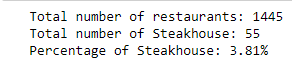 Total number of restaurants: 1445
Total number of Steakhouse: 55
Percentage of Steakhouse: 3.81%